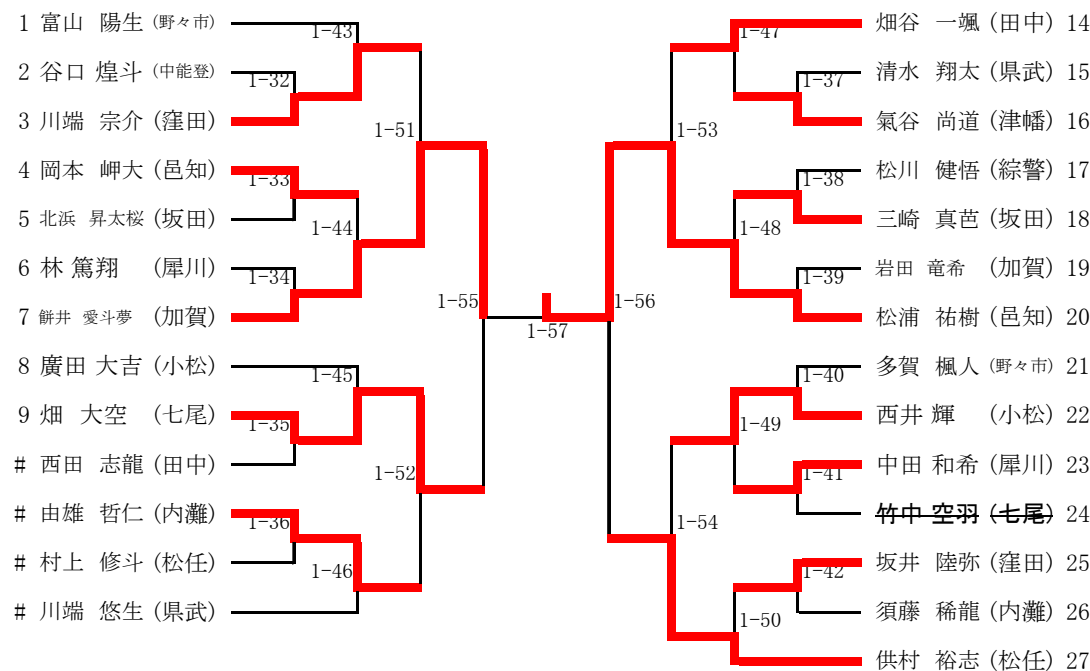 1 富山 陽生 (野々市)
2 谷口 煌斗 (中能登)
3 川端 宗介 (窪田)
4 岡本 岬大 (邑知)
5 北浜 昇太桜 (坂田)
6 林 篤翔 (犀川)
7 餅井 愛斗夢 (加賀)
8 廣田 大吉 (小松)
9 畑 大空 (七尾)
# 西田 志龍 (田中)
# 由雄 哲仁 (内灘)
# 村上 修斗 (松任)
# 川端 悠生 (県武)
1-43
1-32
1-51
1-33
1-44
1-34
1-55
1-45
1-35
1-52
1-36
1-46
1-57
1-47
1-37
1-53
1-38
1-48
1-39
1-56
1-40
1-49
1-41
1-54
1-42
1-50
畑谷 一颯 (田中) 14
清水 翔太 (県武) 15
氣谷 尚道 (津幡) 16
松川 健悟 (綜警) 17
三崎 真芭 (坂田) 18
岩田 竜希 (加賀) 19
松浦 祐樹 (邑知) 20
多賀 楓人 (野々市) 21
西井 輝 (小松) 22
中田 和希 (犀川) 23
竹中 空羽 (七尾) 24
坂井 陸弥 (窪田) 25
須藤 稀龍 (内灘) 26
供村 裕志 (松任) 27